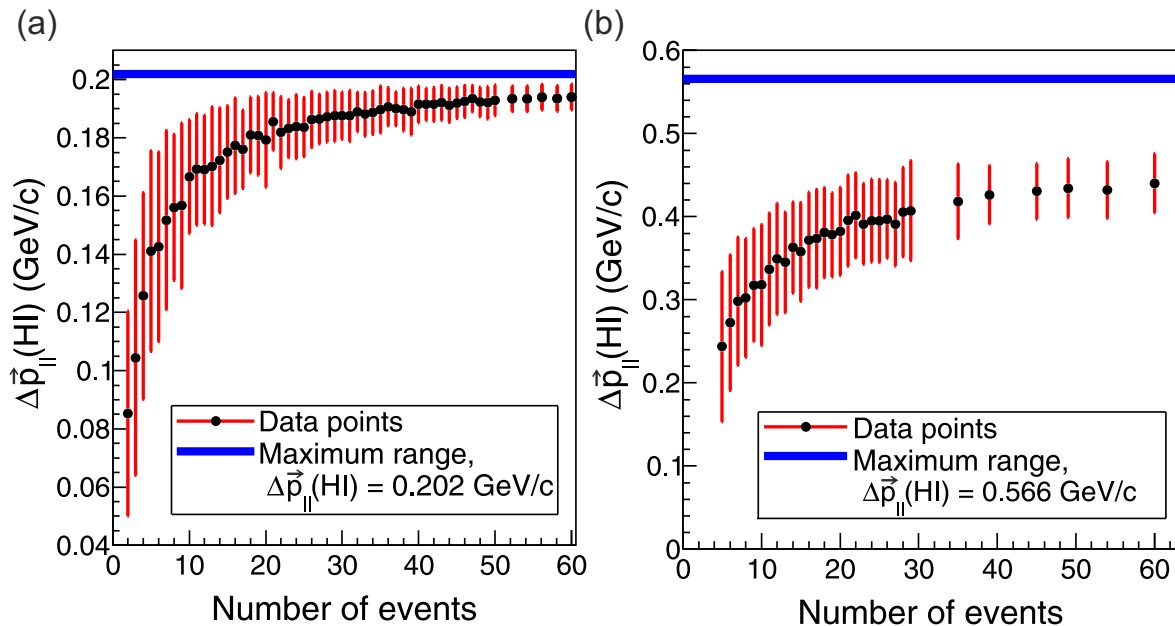 (a)
0.2
0.18
0.16
0.14
0.12
0.1
0.08
0.06
0.04
0 10 20 30 40 50 60
Δp⃗||(HI) (GeV/c)
Number of events
Data points
Maximum range,
Δp⃗||(HI) = 0.202 GeV/c
(b)
0.6
0.5
0.4
0.3
0.2
0.1
0
0 10 20 30 40 50 60
Δp⃗||(HI) (GeV/c)
Number of events
Data points
Maximum range,
Δp⃗||(HI) = 0.566 GeV/c